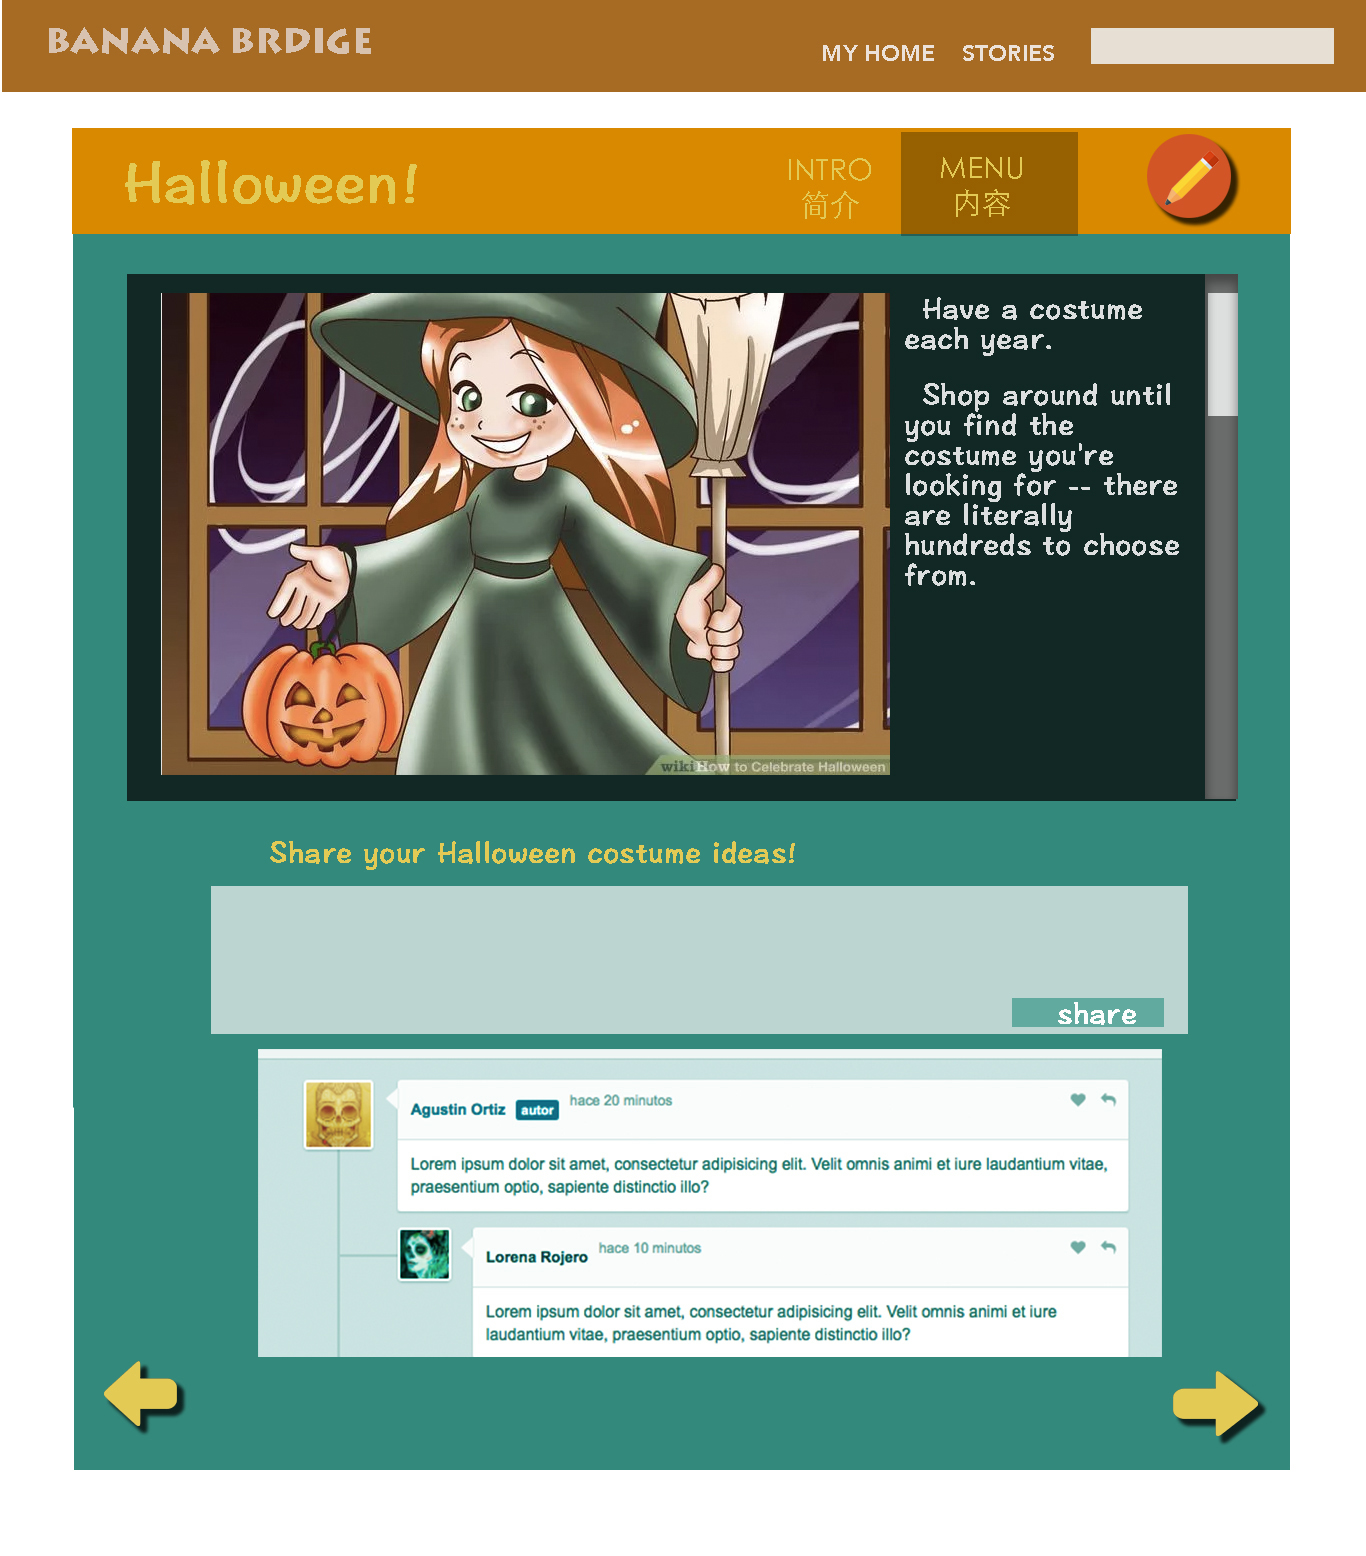 BANANA BRDIGE
MY HOME STORIES
Halloween!
INTRO
简介
MENU
内容
Have a costume
each year.
Shop around until
you find the
costume you're
looking for -- there
are literally
hundreds to choose
from.
wikiHow to Celebrate Halloween
Share your Halloween costume ideas!
share
Agustin Ortiz autor hace 20 minutos
Lorem ipsum dolor sit amet, consectetur adipisicing elit. Velit omnis animi et iure laudantium vitae,
praesentium optio, sapiente distinctio illo?
Lorena Rojero hace 10 minutos
Lorem ipsum dolor sit amet, consectetur adipisicing elit. Velit omnis animi et iure
laudantium vitae, praesentium optio, sapiente distinctio illo?